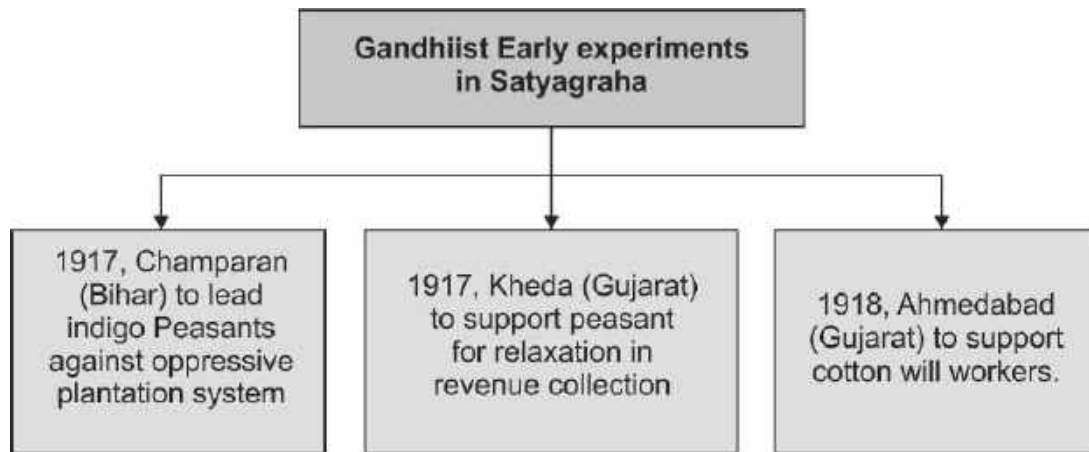 Gandhiist Early experiments
in Satyagraha
1917, Champaran
(Bihar) to lead
indigo Peasants
against oppressive
plantation system
1917, Kheda (Gujarat)
to support peasant
for relaxation in
revenue collection
1918, Ahmedabad
(Gujarat) to support
cotton will workers.